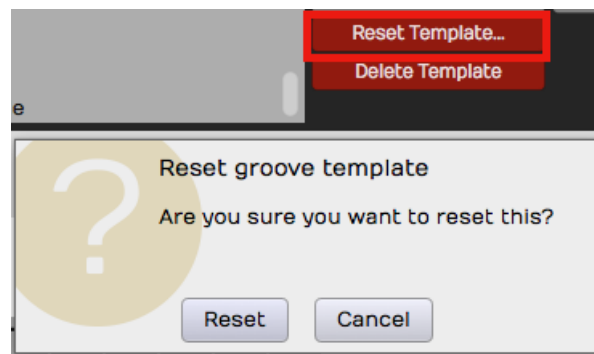 Reset Template...
Delete Template
e
Reset groove template
Are you sure you want to reset this?
?
Reset
Cancel